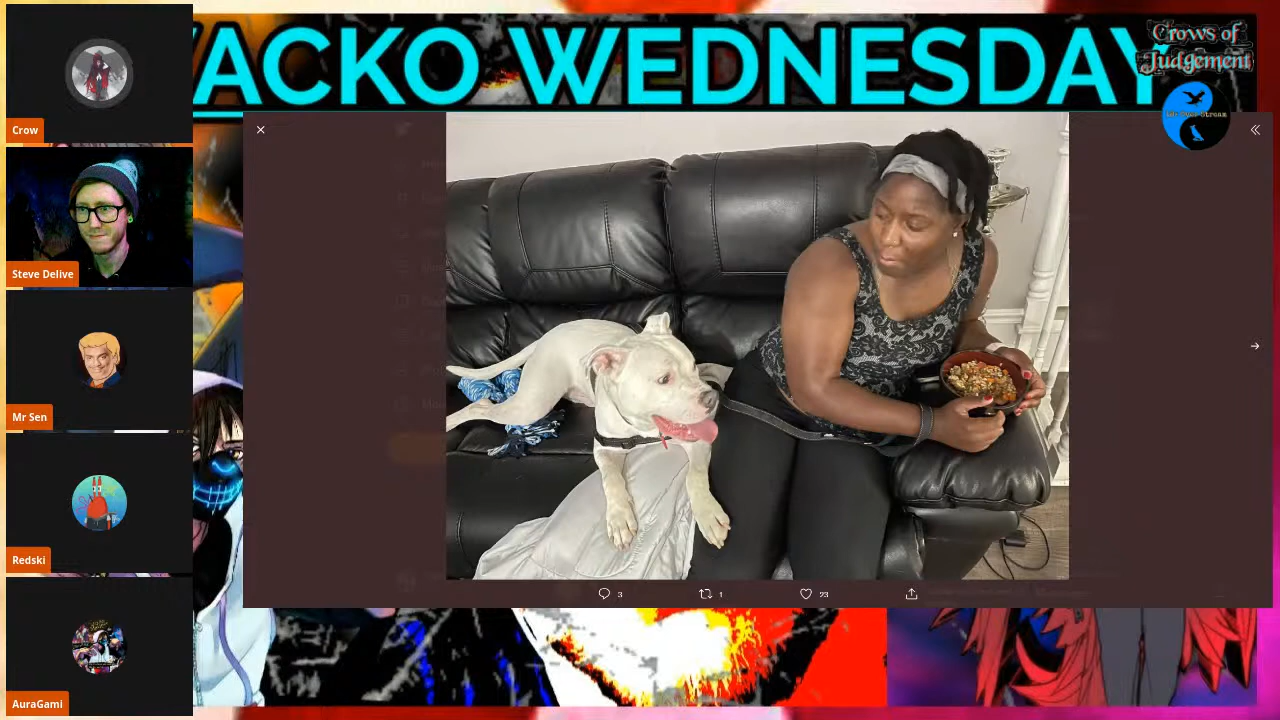 ACKO WEDNESDAY
Crows of
Judgement
Crow
Steve Delive
Mr Sen
Redski
AuraGami
3
1
23